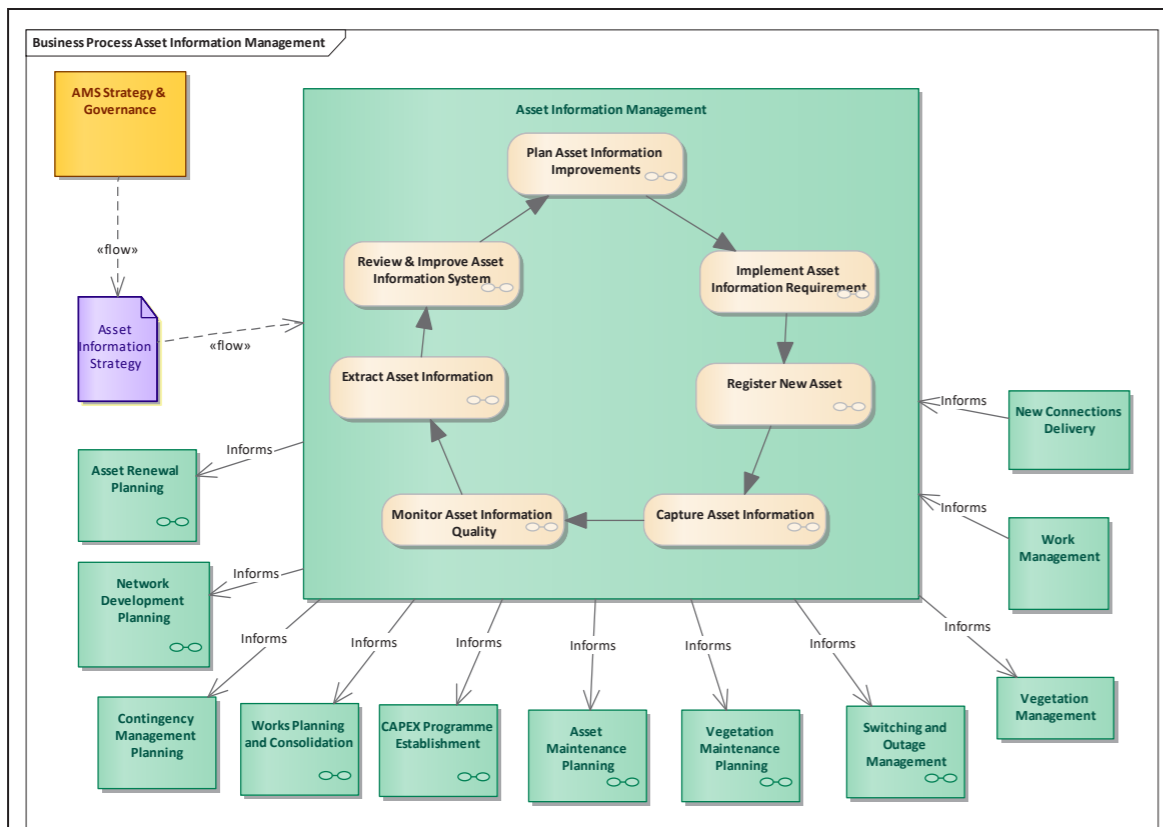 Business Process Asset Information Management
AMS Strategy &
Governance
Asset Information Management
Plan Asset Information
Improvements
Review & Improve Asset
Information System
Implement Asset
Information Requirement
«flow»
Asset
Information
Strategy
«flow»
Extract Asset Information
Register New Asset
Informs
New Connections
Delivery
Informs
Asset Renewal
Planning
Monitor Asset Information
Quality
Capture Asset Information
Informs
Work
Management
Informs
Network
Development
Planning
Informs
Informs
Informs
Informs
Informs
Informs
Informs
Contingency
Management
Planning
Works Planning
and Consolidation
CAPEX Programme
Establishment
Asset
Maintenance
Planning
Vegetation
Maintenance
Planning
Switching and
Outage
Management
Vegetation
Management